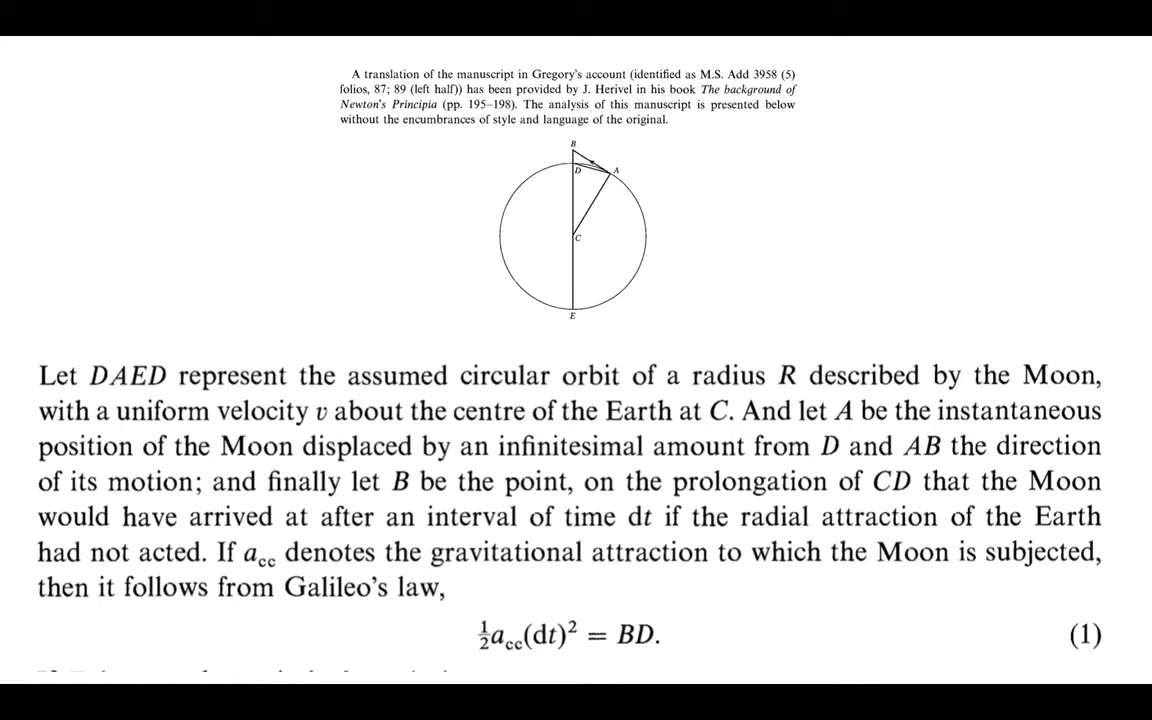 A translation of the manuscript in Gregory's account (identified as M.S. Add 3958 (5)
folios, 87; 89 (left half)) has been provided by J. Herivel in his book The background of
Newton's Principia (pp. 195–198). The analysis of this manuscript is presented below
without the encumbrances of style and language of the original.
B
D
A
C
E
Let DAED represent the assumed circular orbit of a radius R described by the Moon,
with a uniform velocity v about the centre of the Earth at C. And let A be the instantaneous
position of the Moon displaced by an infinitesimal amount from D and AB the direction
of its motion; and finally let B be the point, on the prolongation of CD that the Moon
would have arrived at after an interval of time dt if the radial attraction of the Earth
had not acted. If a_cc denotes the gravitational attraction to which the Moon is subjected,
then it follows from Galileo's law,
½a_cc(dt)² = BD. (1)